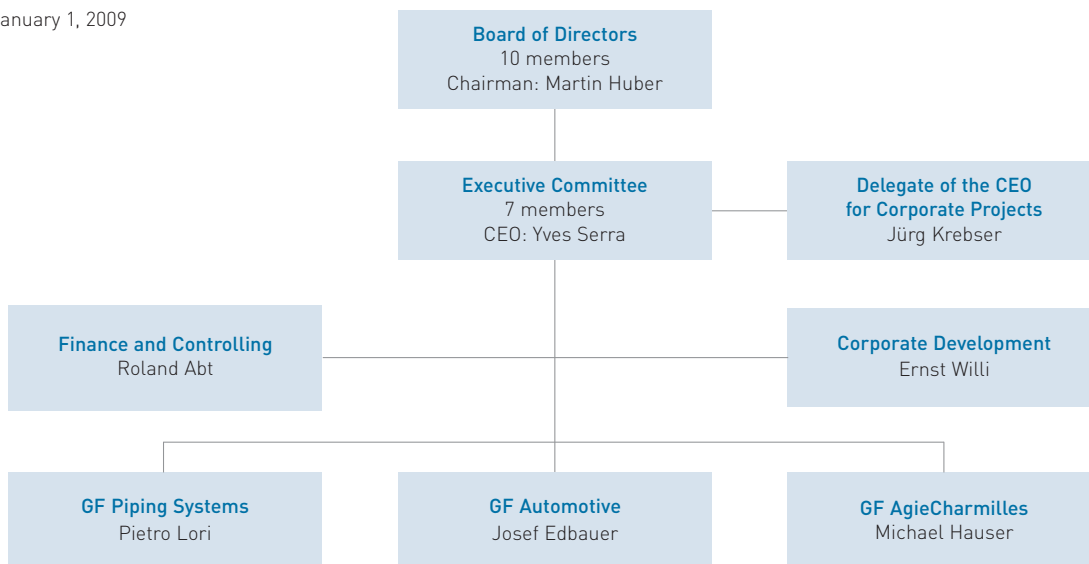 anuary 1, 2009
Board of Directors
10 members
Chairman: Martin Huber
Executive Committee
7 members
CEO: Yves Serra
Delegate of the CEO
for Corporate Projects
Jürg Krebser
Finance and Controlling
Roland Abt
Corporate Development
Ernst Willi
GF Piping Systems
Pietro Lori
GF Automotive
Josef Edbauer
GF AgieCharmilles
Michael Hauser